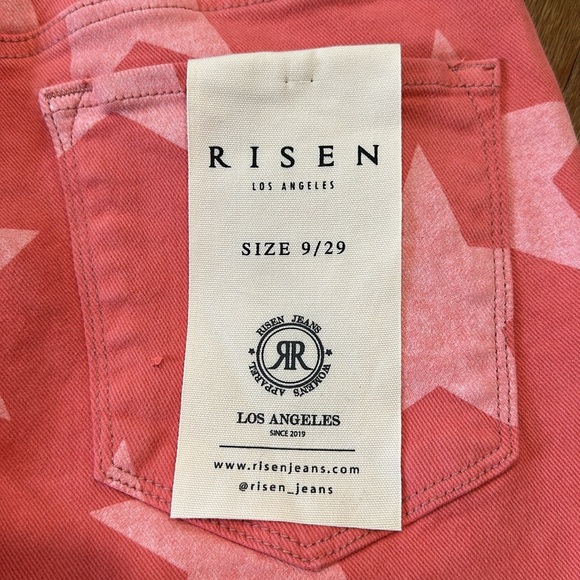 RISEN
LOS ANGELES
SIZE 9/29
RISEN JEANS
RR
WOMEN'S APPAREL
LOS ANGELES
SINCE 2019
www.risenjeans.com
@risen_jeans